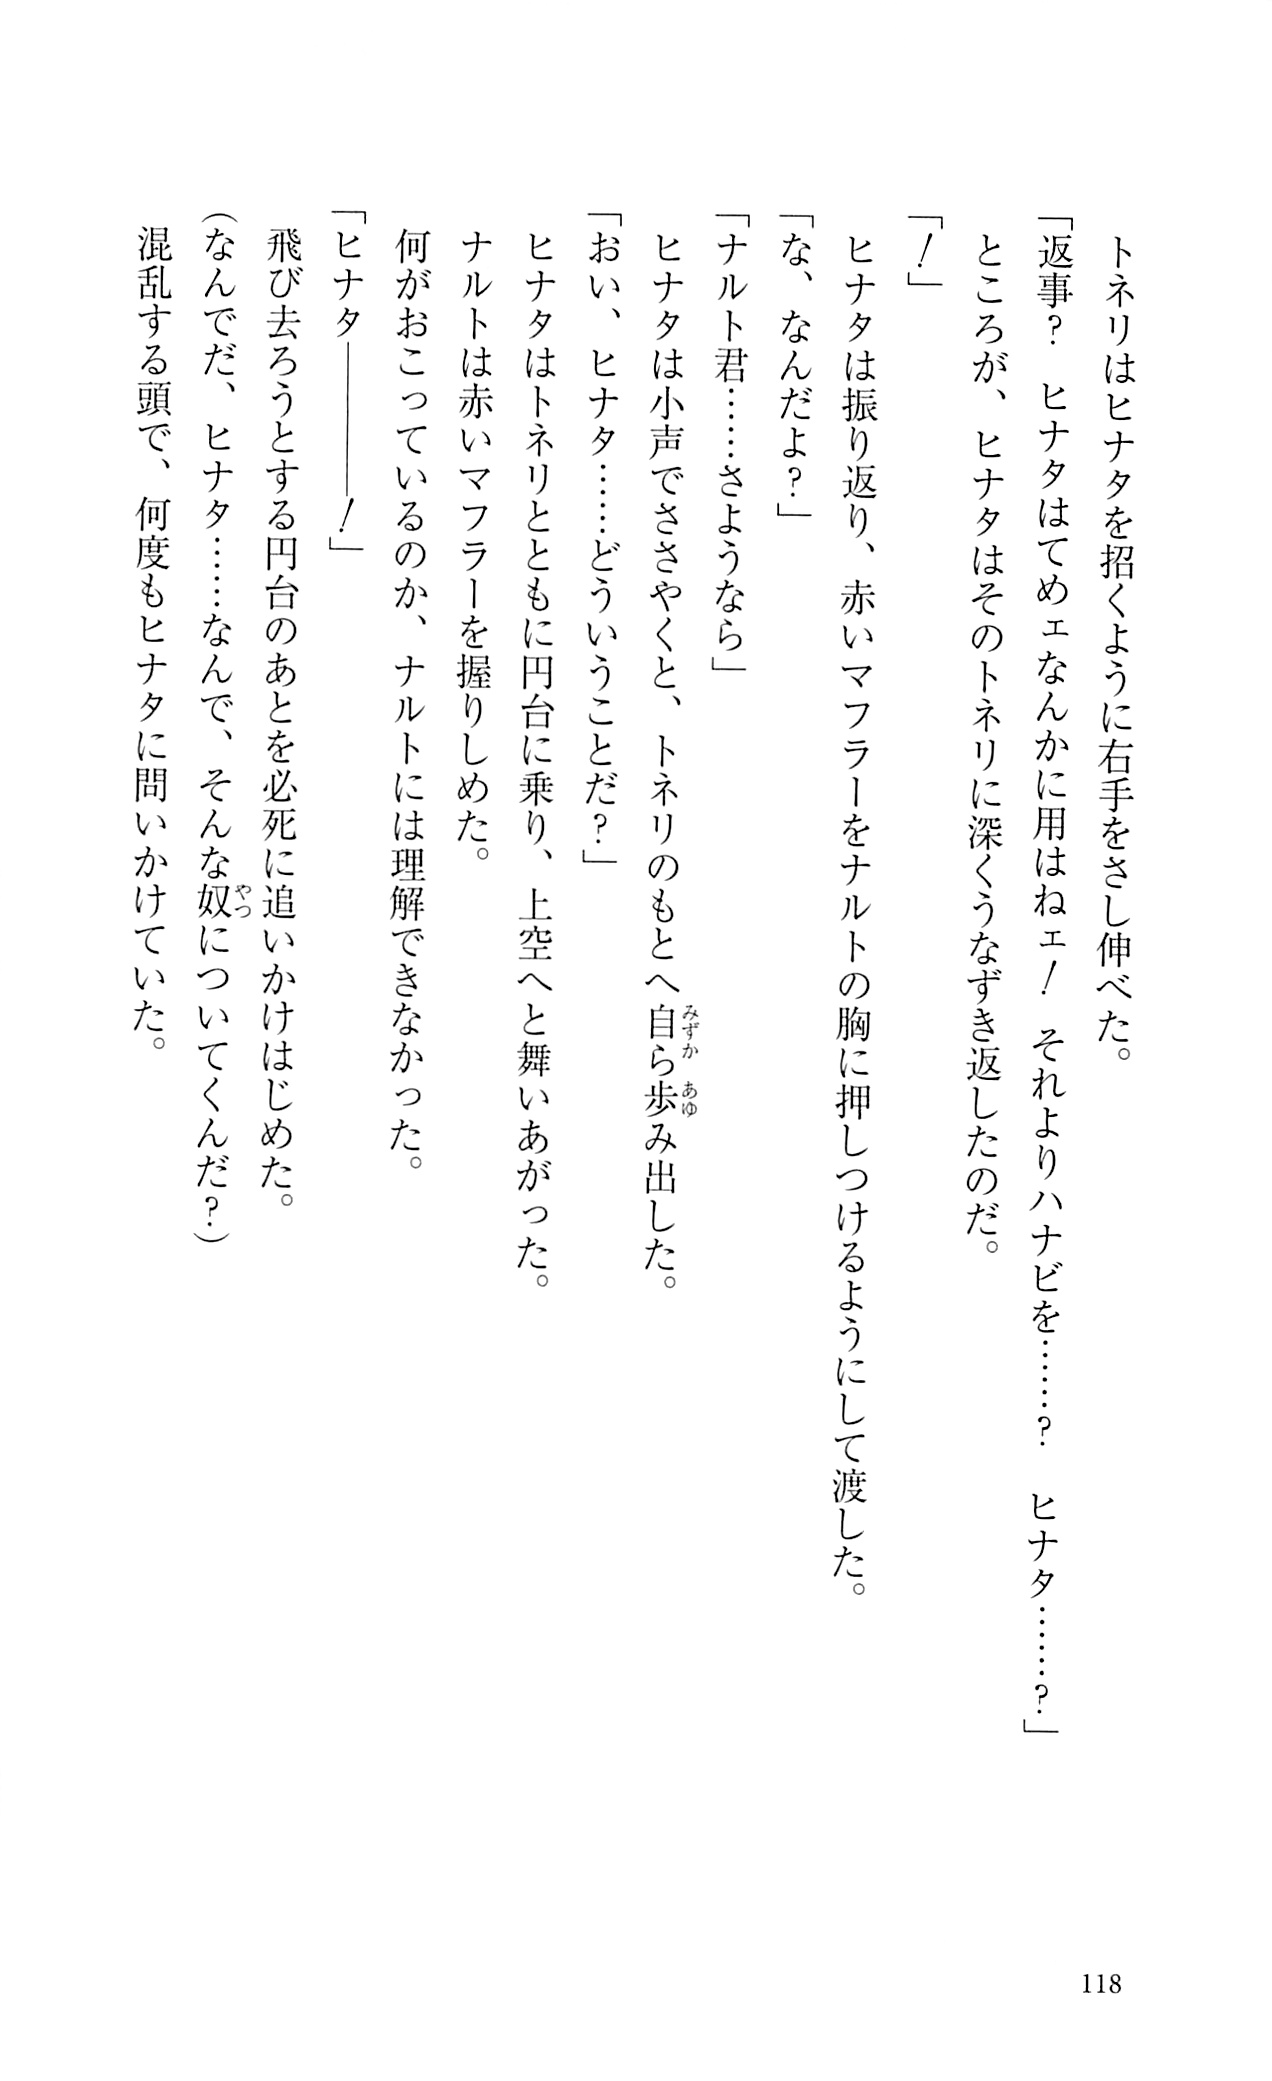 トネリはヒナタを招くように右手をさし伸べた。
「返事？　ヒナタはてめェなんかに用はねェ！　それよりハナビを……？　ヒナタ……？」
ところが、ヒナタはそのトネリに深くうなずき返したのだ。
「！」
ヒナタは振り返り、赤いマフラーをナルトの胸に押しつけるようにして渡した。
「な、なんだよ？」
「ナルト君……さようなら」
ヒナタは小声でささやくと、トネリのもとへ自ら歩み出した。
「おい、ヒナタ……どういうことだ？」
ヒナタはトネリとともに円台に乗り、上空へと舞いあがった。
ナルトは赤いマフラーを握りしめた。
何がおこっているのか、ナルトには理解できなかった。
「ヒナタ――――！」
飛び去ろうとする円台のあとを必死に追いかけはじめた。
（なんでだ、ヒナタ……なんで、そんな奴についてくんだ？）
混乱する頭で、何度もヒナタに問いかけていた。
118